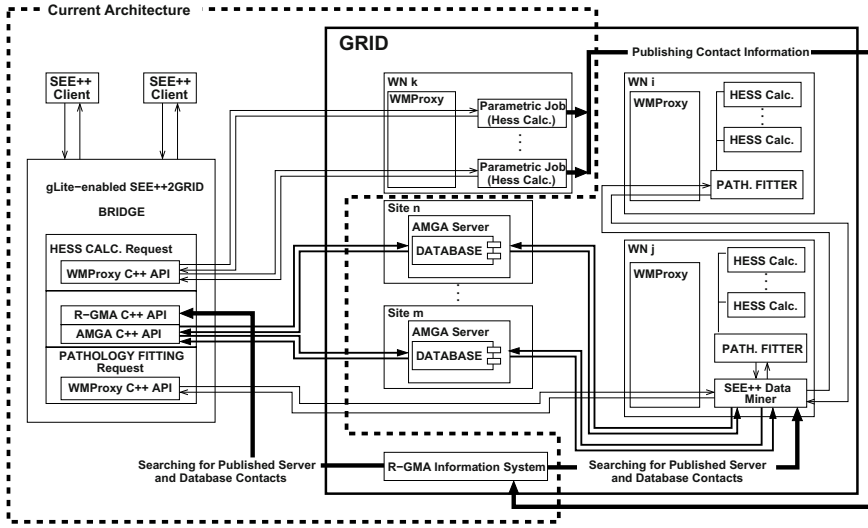 Current Architecture
GRID
Publishing Contact Information
SEE++
Client
SEE++
Client
gLite−enabled SEE++2GRID
BRIDGE
HESS CALC. Request
WMProxy C++ API
R−GMA C++ API
AMGA C++ API
PATHOLOGY FITTING
Request
WMProxy C++ API
WN k
WMProxy
Parametric Job
(Hess Calc.)
Parametric Job
(Hess Calc.)
Site n
AMGA Server
DATABASE
Site m
AMGA Server
DATABASE
WN i
WMProxy
HESS Calc.
HESS Calc.
PATH. FITTER
WN j
WMProxy
HESS Calc.
HESS Calc.
PATH. FITTER
SEE++ Data
Miner
Searching for Published Server
and Database Contacts
R−GMA Information System
Searching for Published Server
and Database Contacts